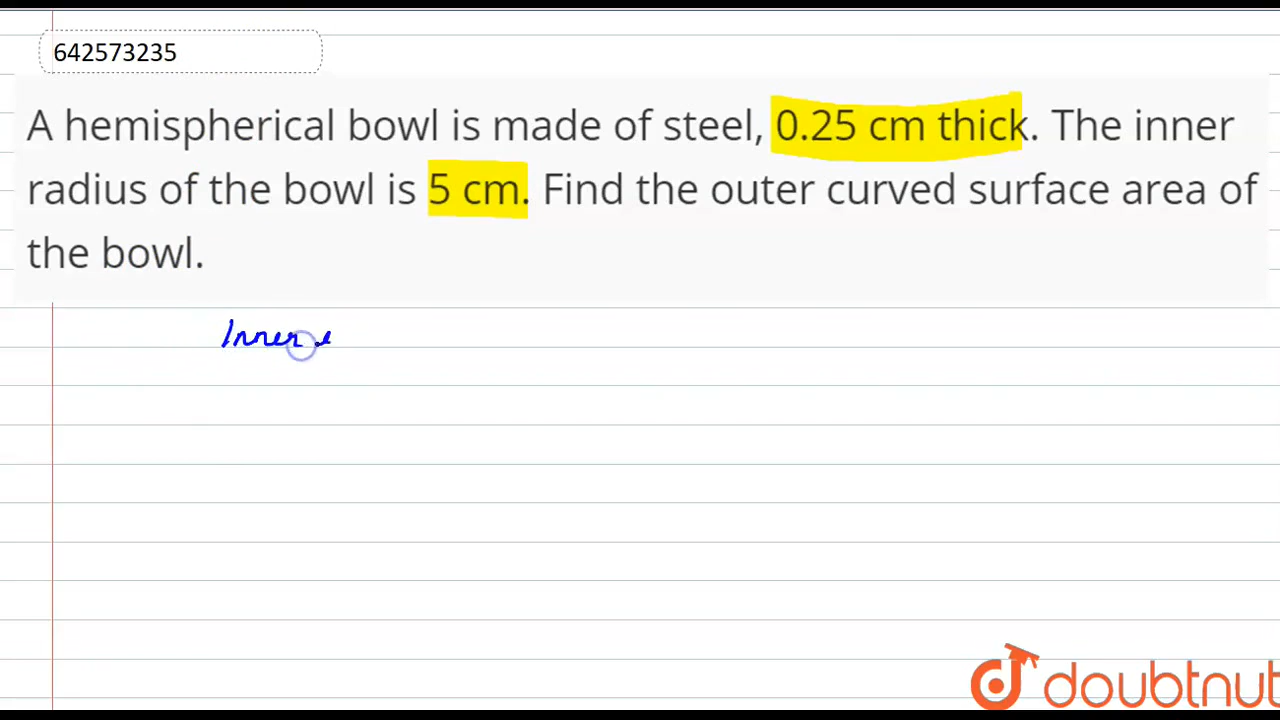 642573235
A hemispherical bowl is made of steel, 0.25 cm thick. The inner
radius of the bowl is 5 cm. Find the outer curved surface area of
the bowl.
Inner
doubtnut